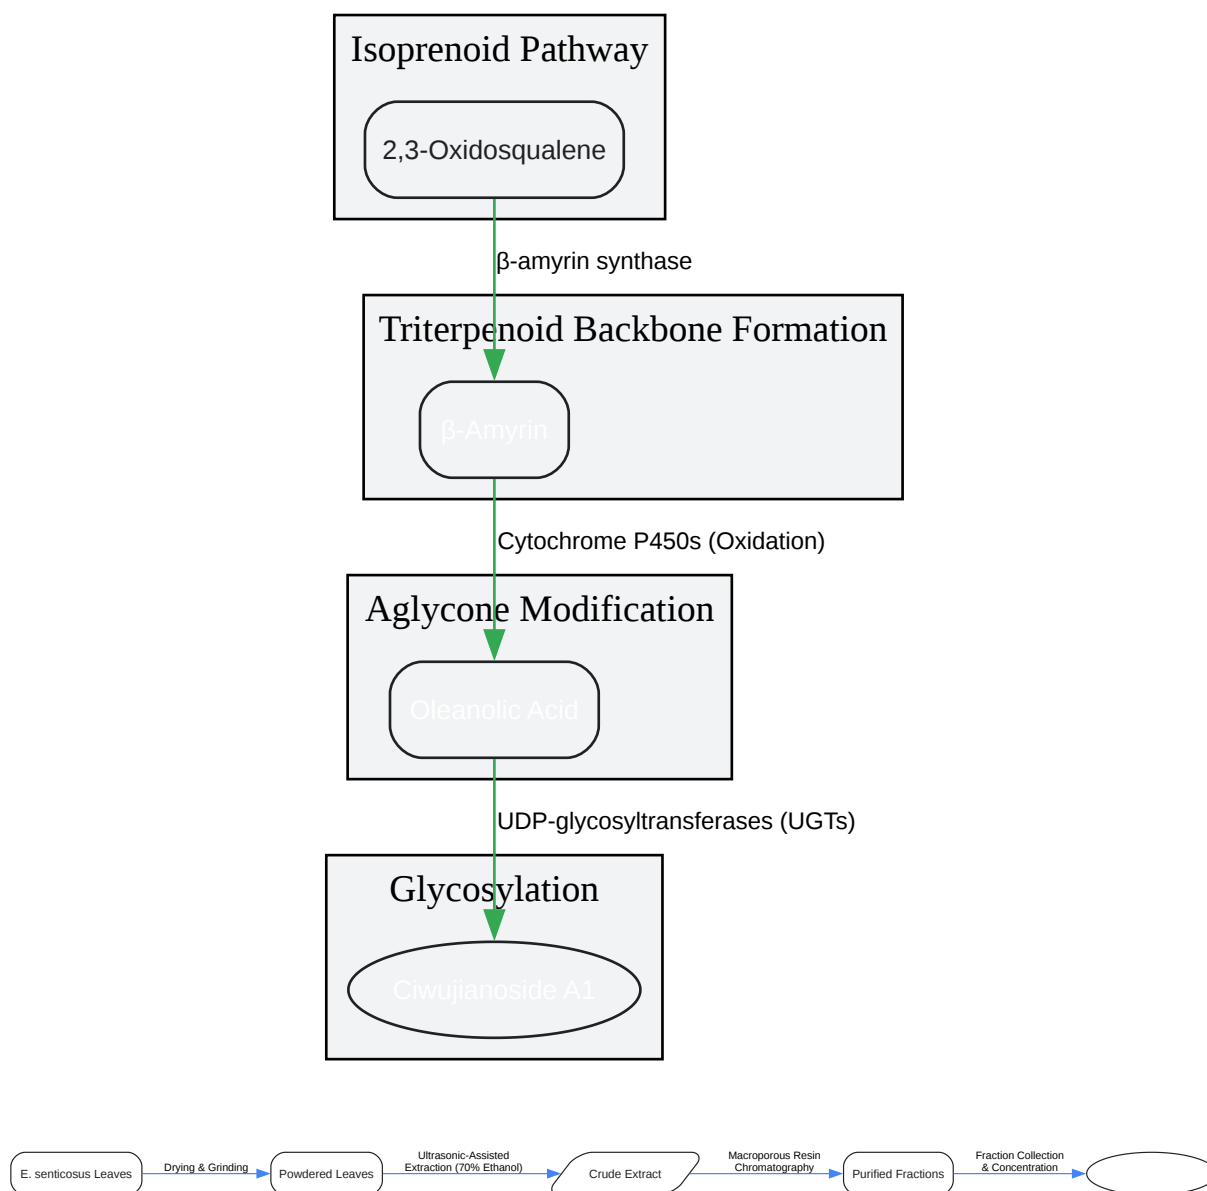 Isoprenoid Pathway
2,3-Oxidosqualene
β-amyrin synthase
Triterpenoid Backbone Formation
β-Amyrin
Cytochrome P450s (Oxidation)
Aglycone Modification
Oleanolic Acid
UDP-glycosyltransferases (UGTs)
Glycosylation
Ciwujianoside A1
E. senticosus Leaves
Drying & Grinding
Powdered Leaves
Ultrasonic-Assisted
Extraction (70% Ethanol)
Crude Extract
Macroporous Resin
Chromatography
Purified Fractions
Fraction Collection
& Concentration